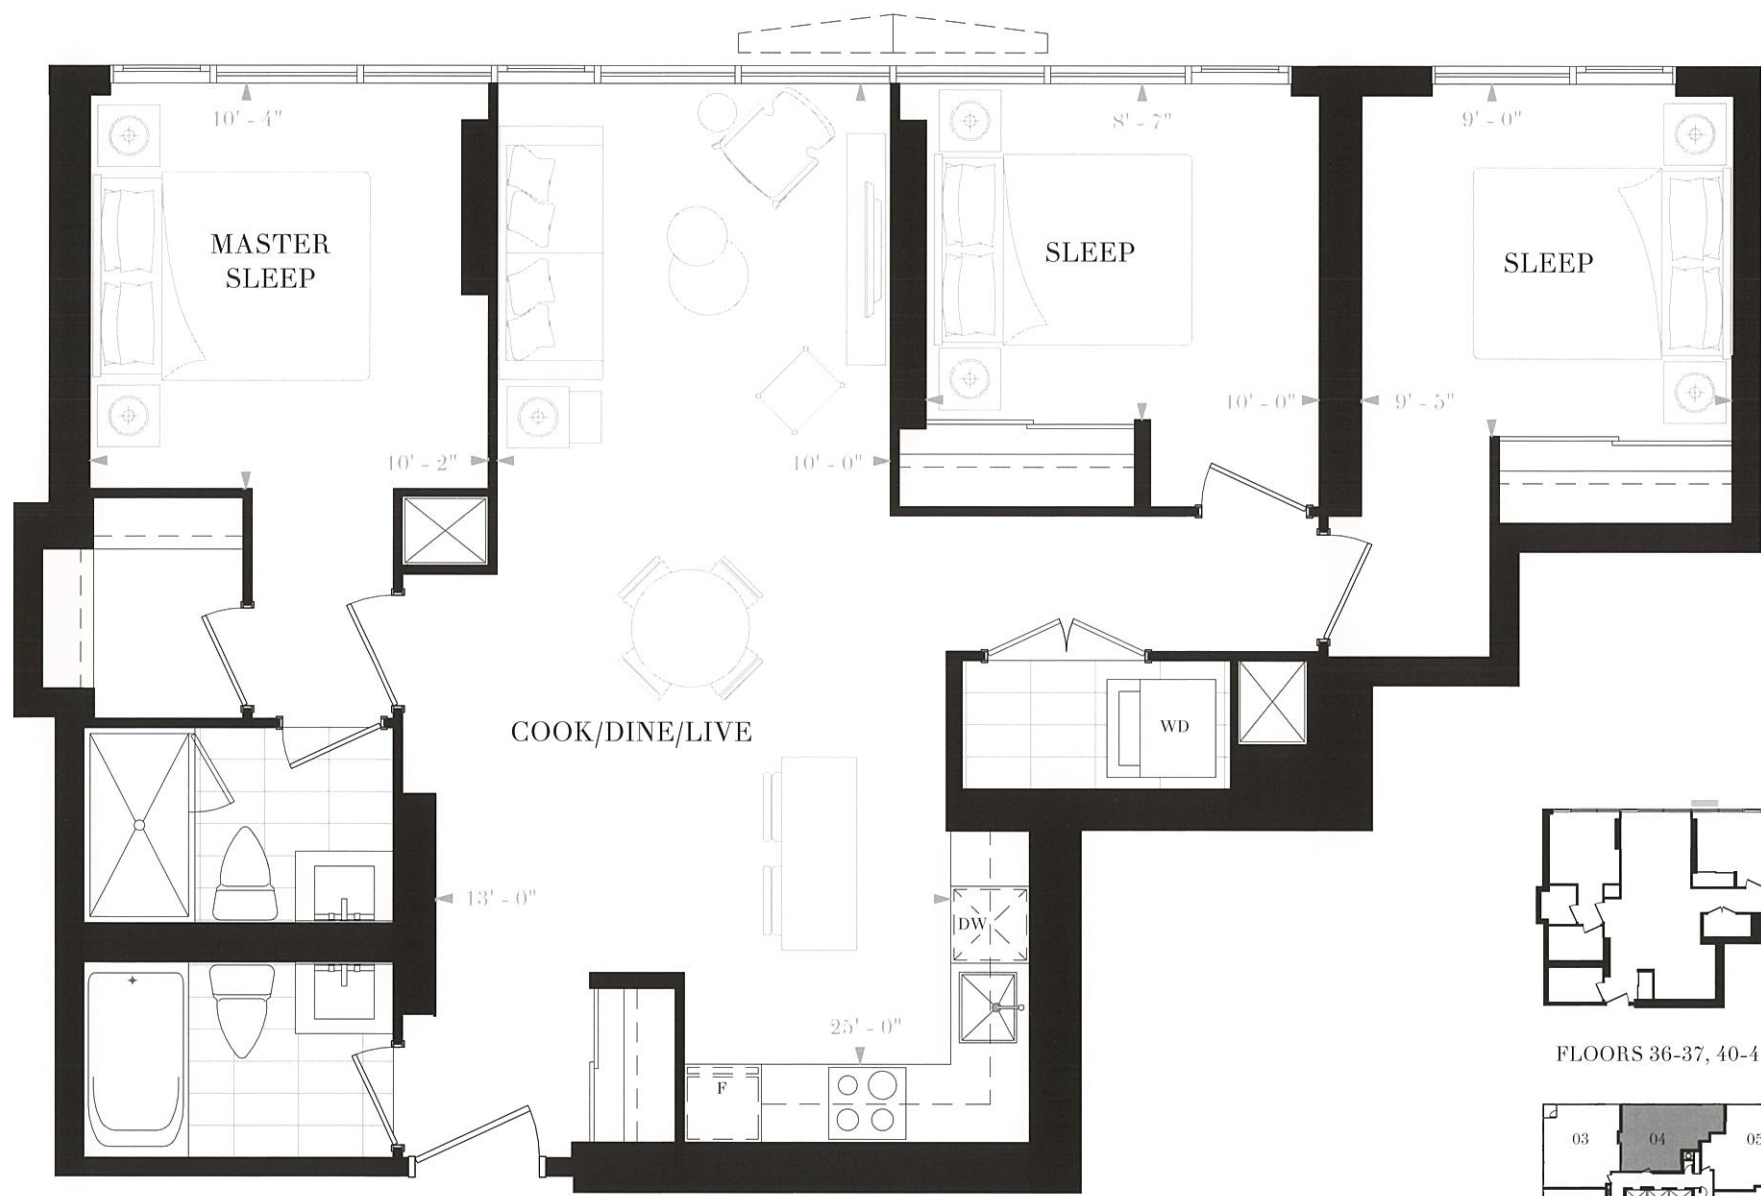 10' - 4"
8' - 7"
9' - 0"
MASTER
SLEEP
SLEEP
SLEEP
10' - 2"
10' - 0"
10' - 0"
9' - 5"
COOK/DINE/LIVE
WD
13' - 0"
DW
25' - 0"
F
FLOORS 36-37, 40-4
03
04
05